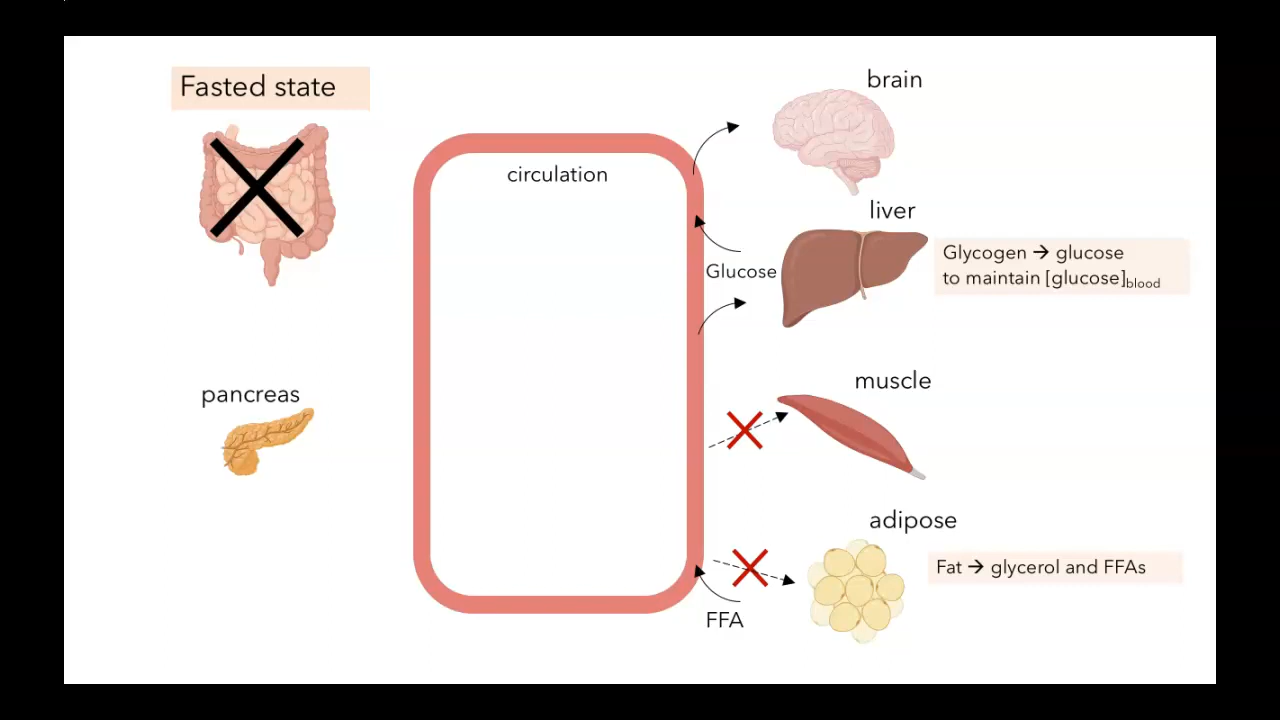 Fasted state
brain
circulation
liver
Glycogen → glucose
to maintain [glucose]blood
Glucose
muscle
pancreas
adipose
Fat → glycerol and FFAs
FFA